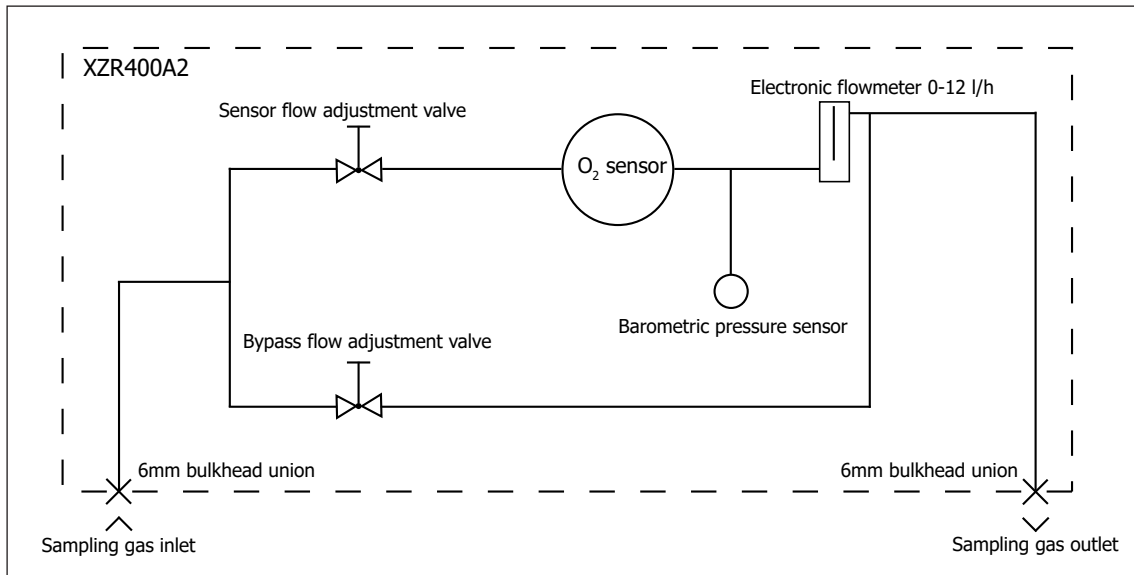 XZR400A2
Electronic flowmeter 0-12 l/h
Sensor flow adjustment valve
O₂ sensor
Barometric pressure sensor
Bypass flow adjustment valve
6mm bulkhead union
6mm bulkhead union
Sampling gas inlet
Sampling gas outlet